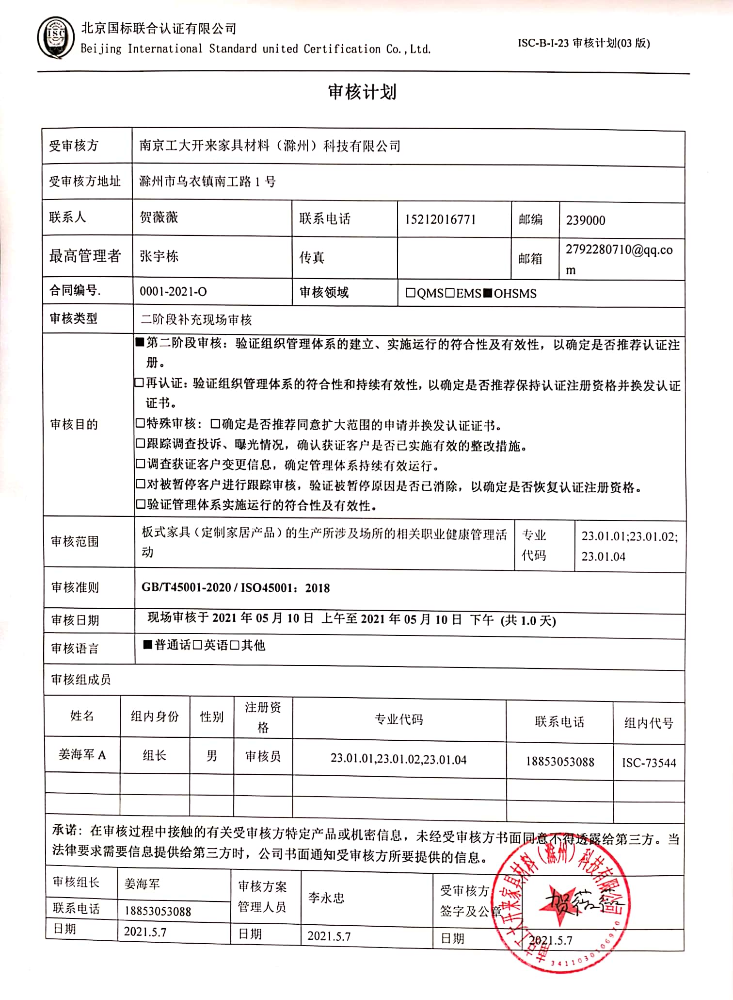 ISC
北京国标联合认证有限公司
Beijing International Standard united Certification Co.,Ltd.
ISC-B-I-23 审核计划(03 版)
审核计划
受审核方 南京工大开来家具材料（滁州）科技有限公司
受审核方地址 滁州市乌衣镇南工路 1 号
联系人 贺薇薇 联系电话 15212016771 邮编 239000
最高管理者 张宇栋 传真 邮箱 2792280710@qq.co
m
合同编号. 0001-2021-O 审核领域 □QMS□EMS■OHSMS
审核类型 二阶段补充现场审核
审核目的
■第二阶段审核：验证组织管理体系的建立、实施运行的符合性及有效性，以确定是否推荐认证注
册。
□再认证：验证组织管理体系的符合性和持续有效性，以确定是否推荐保持认证注册资格并换发认证
证书。
□特殊审核：□确定是否推荐同意扩大范围的申请并换发认证证书。
□跟踪调查投诉、曝光情况，确认获证客户是否已实施有效的整改措施。
□调查获证客户变更信息，确定管理体系持续有效运行。
□对被暂停客户进行跟踪审核，验证被暂停原因是否已消除，以确定是否恢复认证注册资格。
□验证管理体系实施运行的符合性及有效性。
审核范围
板式家具（定制家居产品）的生产所涉及场所的相关职业健康管理活
动
专业
代码
23.01.01;23.01.02;
23.01.04
审核准则 GB/T45001-2020 / ISO45001：2018
审核日期 现场审核于 2021 年 05 月 10 日 上午至 2021 年 05 月 10 日 下午 (共 1.0 天)
审核语言 ■普通话□英语□其他
审核组成员
姓名 组内身份 性别 注册资
格 专业代码 联系电话 组内代号
姜海军 A 组长 男 审核员 23.01.01,23.01.02,23.01.04 18853053088 ISC-73544
承诺：在审核过程中接触的有关受审核方特定产品或机密信息，未经受审核方书面同意不得透露给第三方。当
法律要求需要信息提供给第三方时，公司书面通知受审核方所要提供的信息。
审核组长 姜海军
审核方案
管理人员
李永忠
受审核方
签字及公章
贺薇薇
联系电话 18853053088
日期 2021.5.7 日期 2021.5.7 日期 2021.5.7
南京工大开来家具材料（滁州）科技有限公司
3411030106910